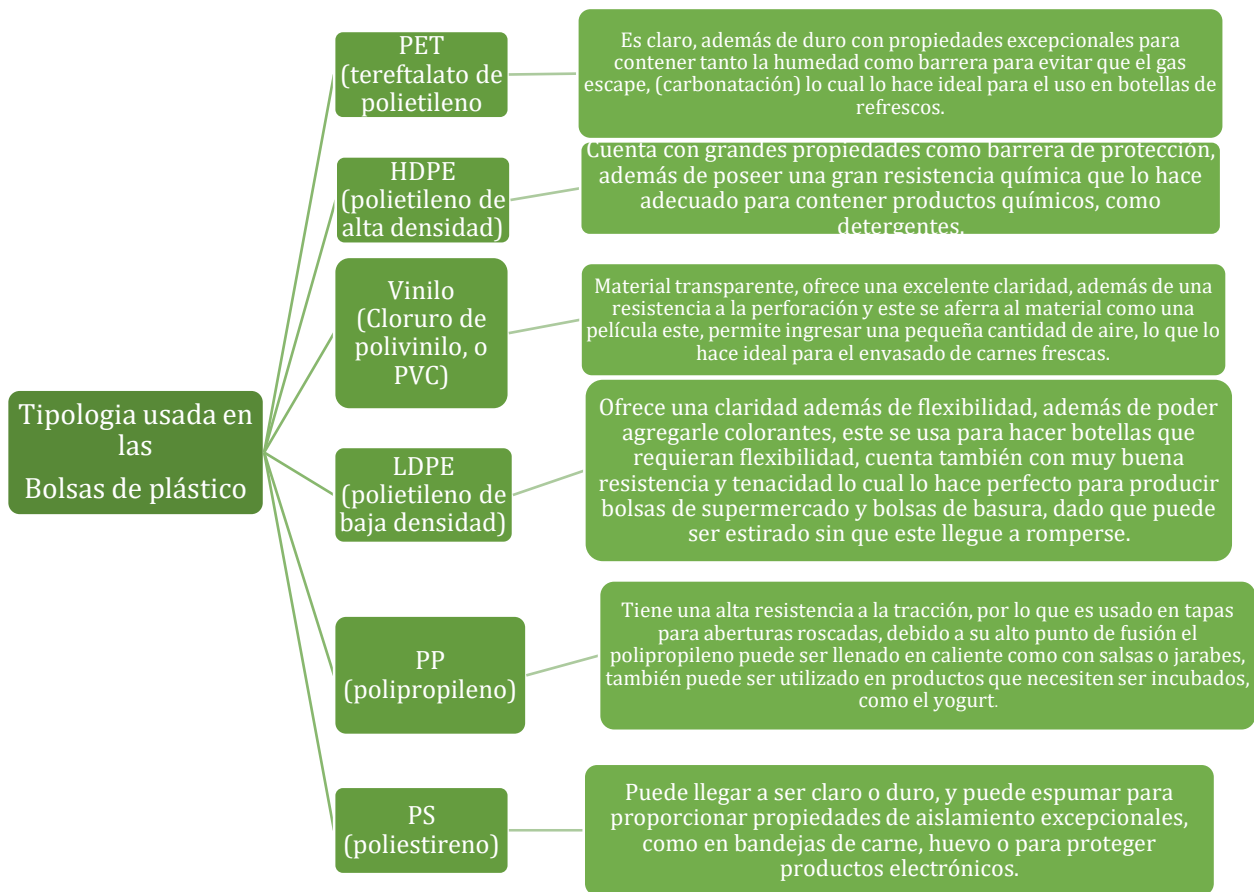 Tipologia usada en
las
Bolsas de plástico
PET
(tereftalato de
polietileno
Es claro, además de duro con propiedades excepcionales para
contener tanto la humedad como barrera para evitar que el gas
escape, (carbonatación) lo cual lo hace ideal para el uso en botellas de
refrescos.
HDPE
(polietileno de
alta densidad)
Cuenta con grandes propiedades como barrera de protección,
además de poseer una gran resistencia química que lo hace
adecuado para contener productos químicos, como
detergentes.
Vinilo
(Cloruro de
polivinilo, o
PVC)
Material transparente, ofrece una excelente claridad, además de una
resistencia a la perforación y este se aferra al material como una
película este, permite ingresar una pequeña cantidad de aire, lo que lo
hace ideal para el envasado de carnes frescas.
LDPE
(polietileno de
baja densidad)
Ofrece una claridad además de flexibilidad, además de poder
agregarle colorantes, este se usa para hacer botellas que
requieran flexibilidad, cuenta también con muy buena
resistencia y tenacidad lo cual lo hace perfecto para producir
bolsas de supermercado y bolsas de basura, dado que puede
ser estirado sin que este llegue a romperse.
PP
(polipropileno)
Tiene una alta resistencia a la tracción, por lo que es usado en tapas
para aberturas roscadas, debido a su alto punto de fusión el
polipropileno puede ser llenado en caliente como con salsas o jarabes,
también puede ser utilizado en productos que necesiten ser incubados,
como el yogurt.
PS
(poliestireno)
Puede llegar a ser claro o duro, y puede espumar para
proporcionar propiedades de aislamiento excepcionales,
como en bandejas de carne, huevo o para proteger
productos electrónicos.